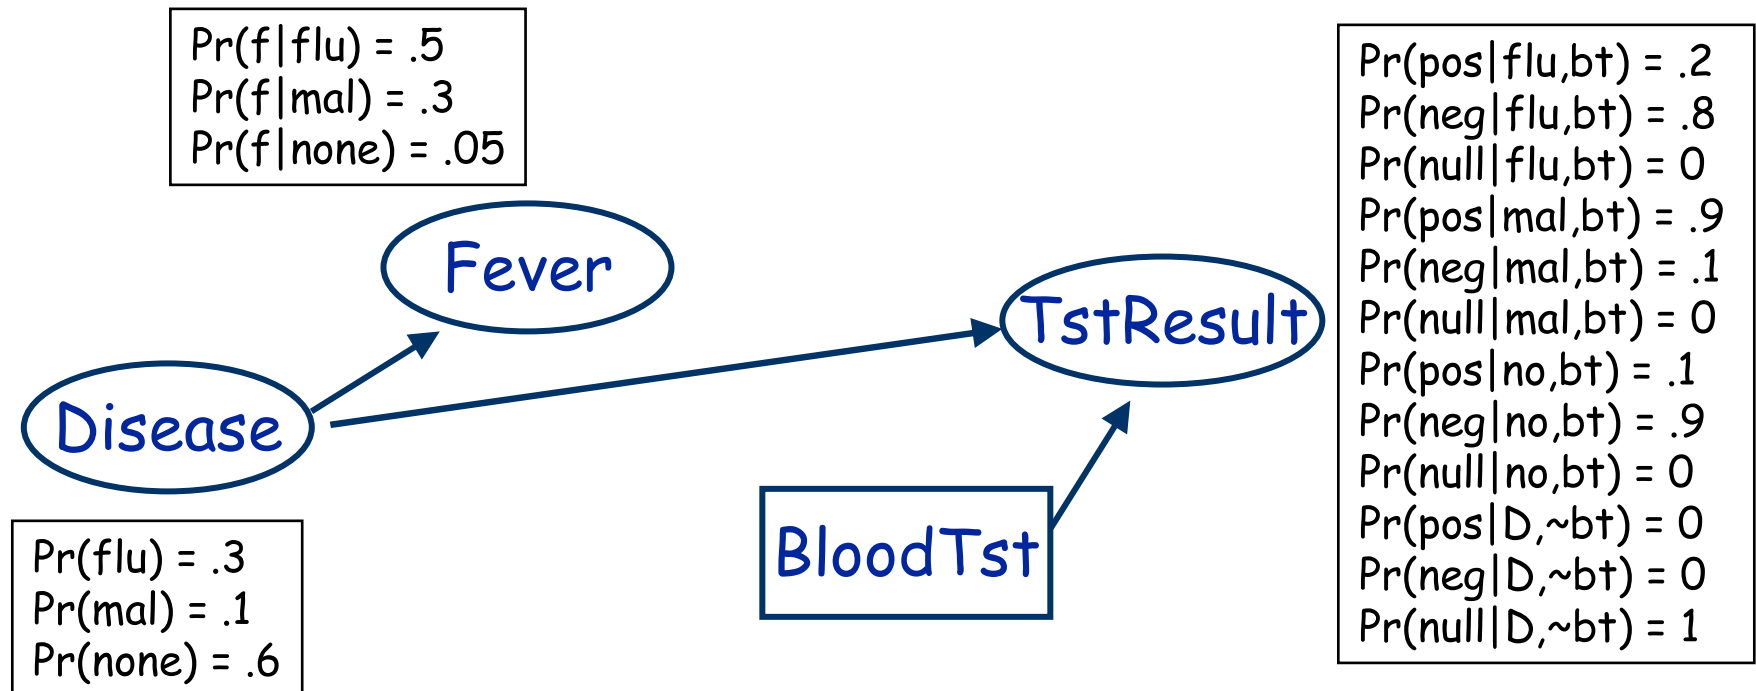 Pr(f|flu) = .5
Pr(f|mal) = .3
Pr(f|none) = .05
Fever
Disease
Pr(flu) = .3
Pr(mal) = .1
Pr(none) = .6
BloodTst
TstResult
Pr(pos|flu,bt) = .2
Pr(neg|flu,bt) = .8
Pr(null|flu,bt) = 0
Pr(pos|mal,bt) = .9
Pr(neg|mal,bt) = .1
Pr(null|mal,bt) = 0
Pr(pos|no,bt) = .1
Pr(neg|no,bt) = .9
Pr(null|no,bt) = 0
Pr(pos|D,~bt) = 0
Pr(neg|D,~bt) = 0
Pr(null|D,~bt) = 1